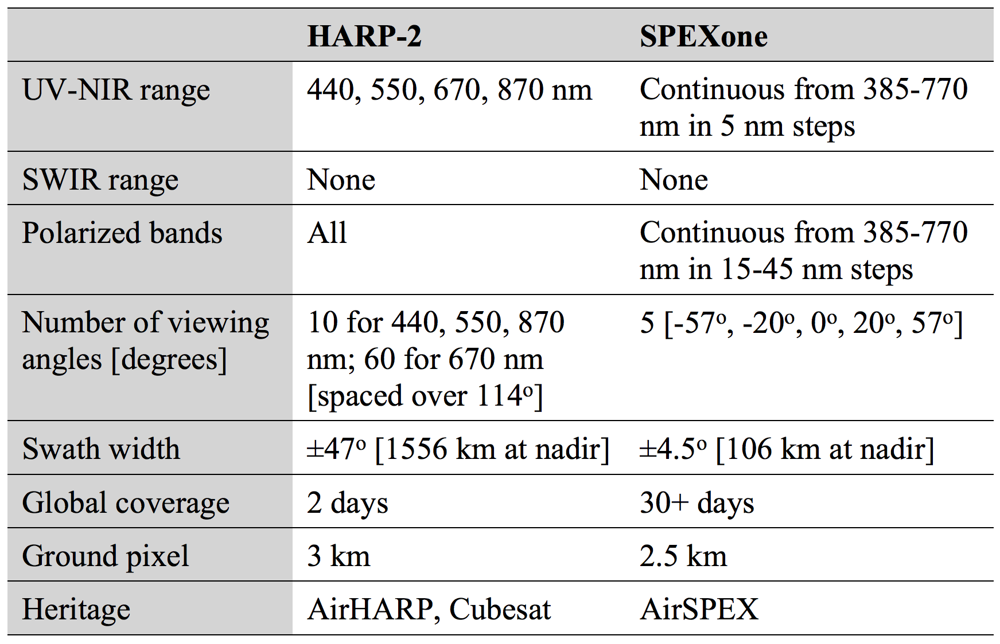 HARP-2 SPEXone
UV-NIR range 440, 550, 670, 870 nm Continuous from 385-770
nm in 5 nm steps
SWIR range None None
Polarized bands All Continuous from 385-770
nm in 15-45 nm steps
Number of viewing 10 for 440, 550, 870 5 [-57º, -20º, 0º, 20º, 57º]
angles [degrees] nm; 60 for 670 nm
[spaced over 114º]
Swath width ±47º [1556 km at nadir] ±4.5º [106 km at nadir]
Global coverage 2 days 30+ days
Ground pixel 3 km 2.5 km
Heritage AirHARP, Cubesat AirSPEX